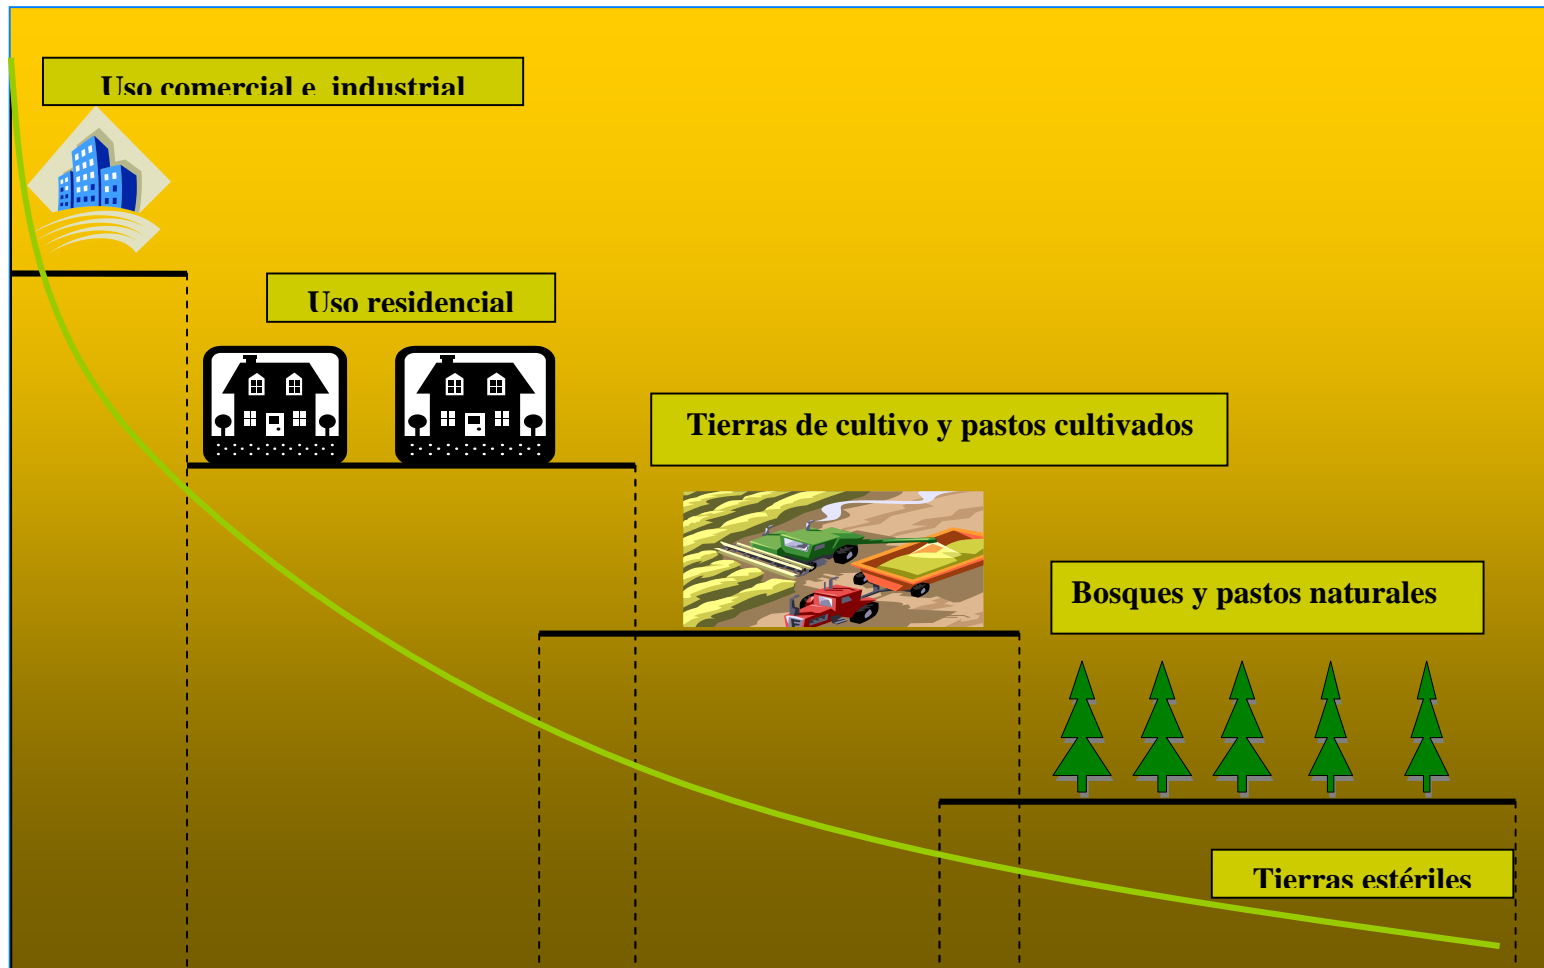 Uso comercial e industrial
Uso residencial
Tierras de cultivo y pastos cultivados
Bosques y pastos naturales
Tierras estériles